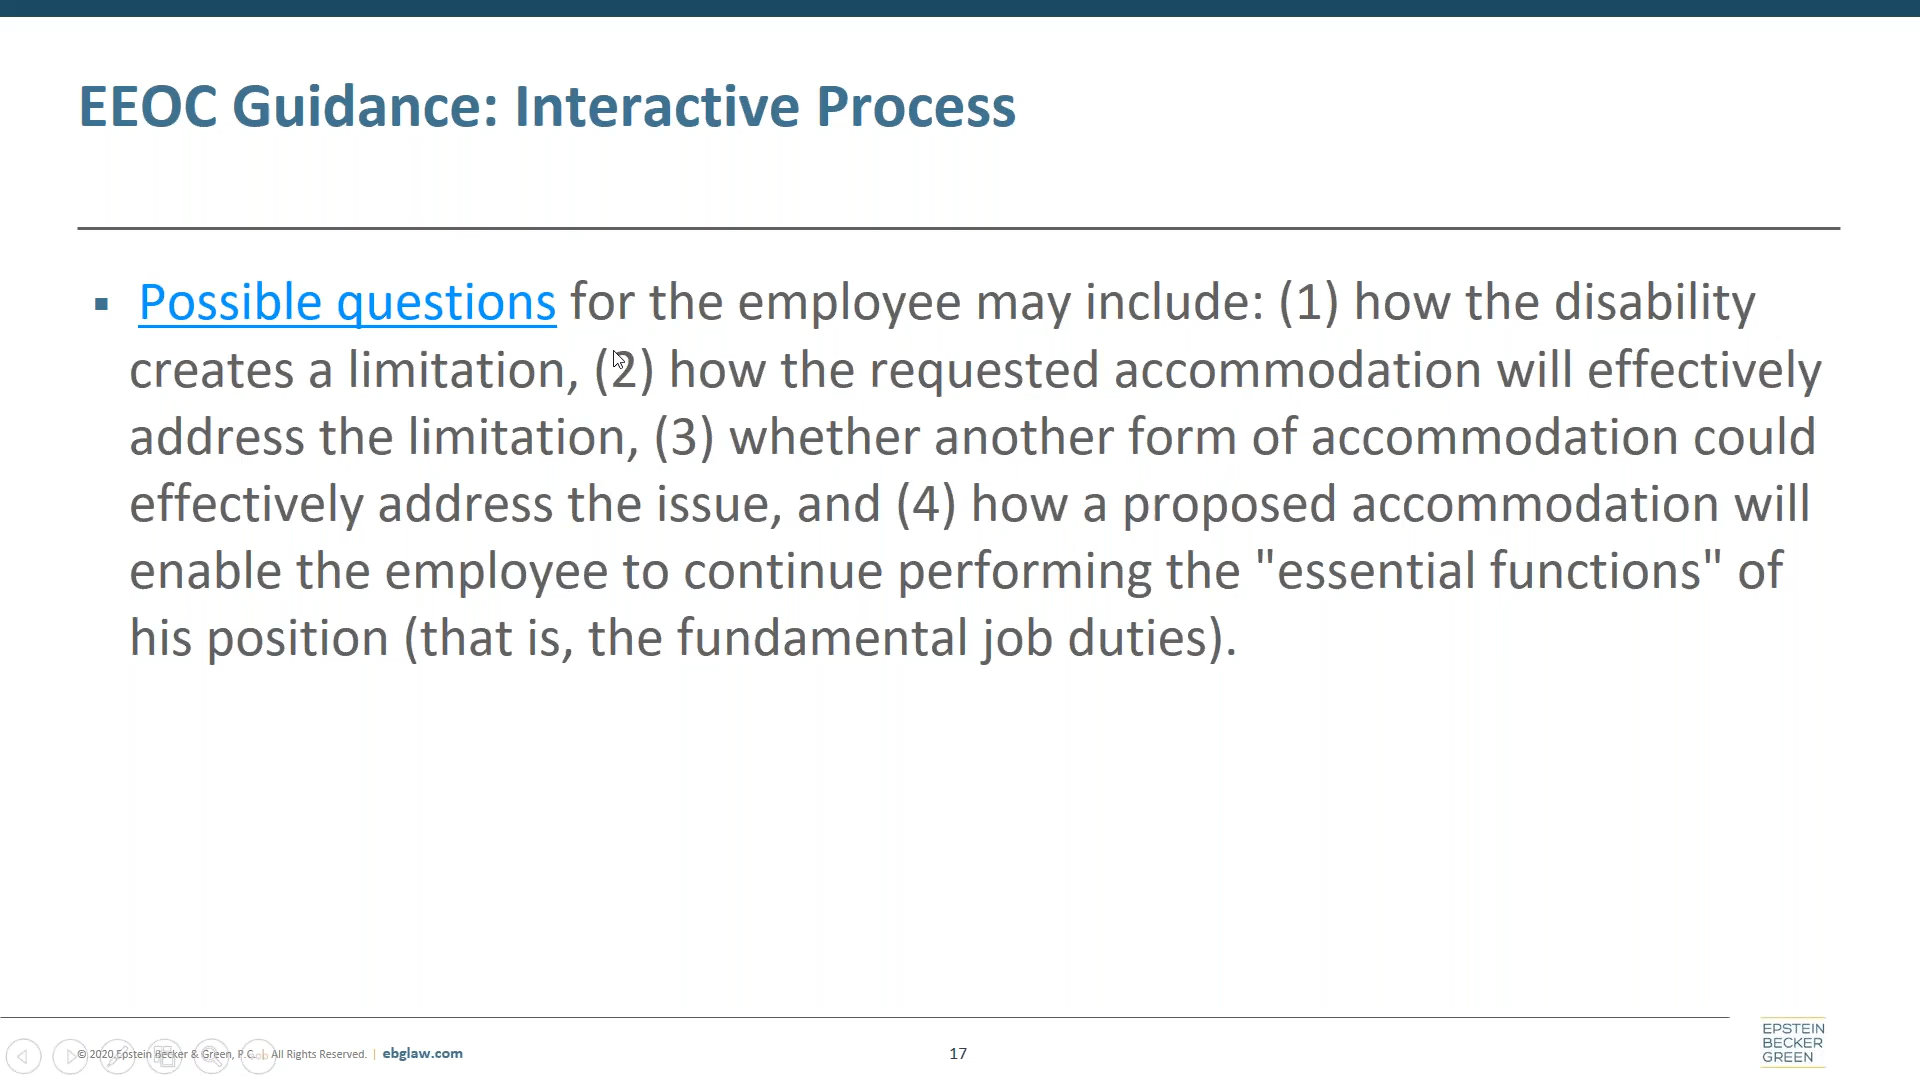 EEOC Guidance: Interactive Process
▪ Possible questions for the employee may include: (1) how the disability
creates a limitation, (2) how the requested accommodation will effectively
address the limitation, (3) whether another form of accommodation could
effectively address the issue, and (4) how a proposed accommodation will
enable the employee to continue performing the "essential functions" of
his position (that is, the fundamental job duties).
© 2020 Epstein Becker & Green, P.C. | All Rights Reserved. | ebglaw.com
17
EPSTEIN
BECKER
GREEN